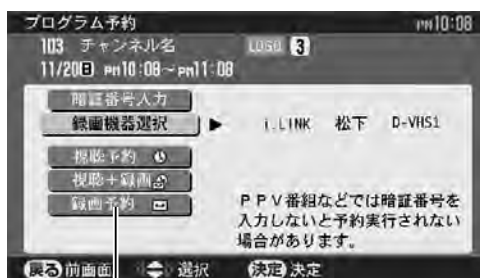 プログラム予約 PM10:08
103 チャンネル名 LOGO 3
11/20日 PM10:08~PM11:08
暗証番号入力
録画機器選択 ▶ i.LINK 松下 D-VHS1
視聴予約
視聴+録画
録画予約
PPV番組などでは暗証番号を
入力しないと予約実行されない
場合があります。
戻る 前画面 選択 決定 決定